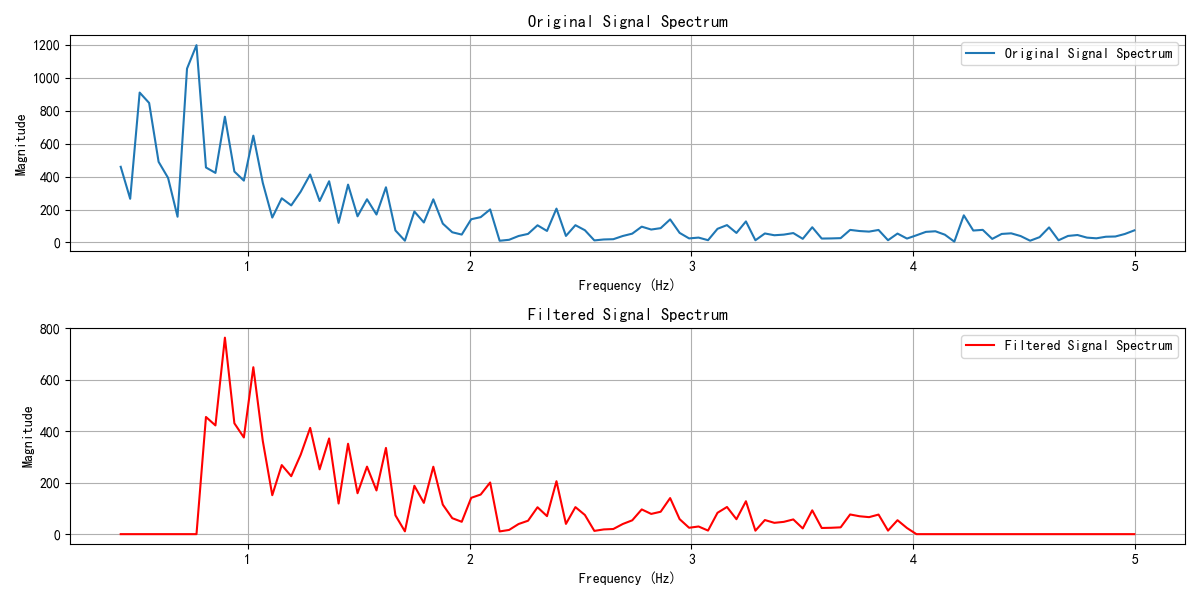 Original Signal Spectrum
1200
1000
800
600
400
200
0
Magnitude
Original Signal Spectrum
1
2
3
4
5
Frequency (Hz)
Filtered Signal Spectrum
800
600
400
200
0
Magnitude
Filtered Signal Spectrum
1
2
3
4
5
Frequency (Hz)